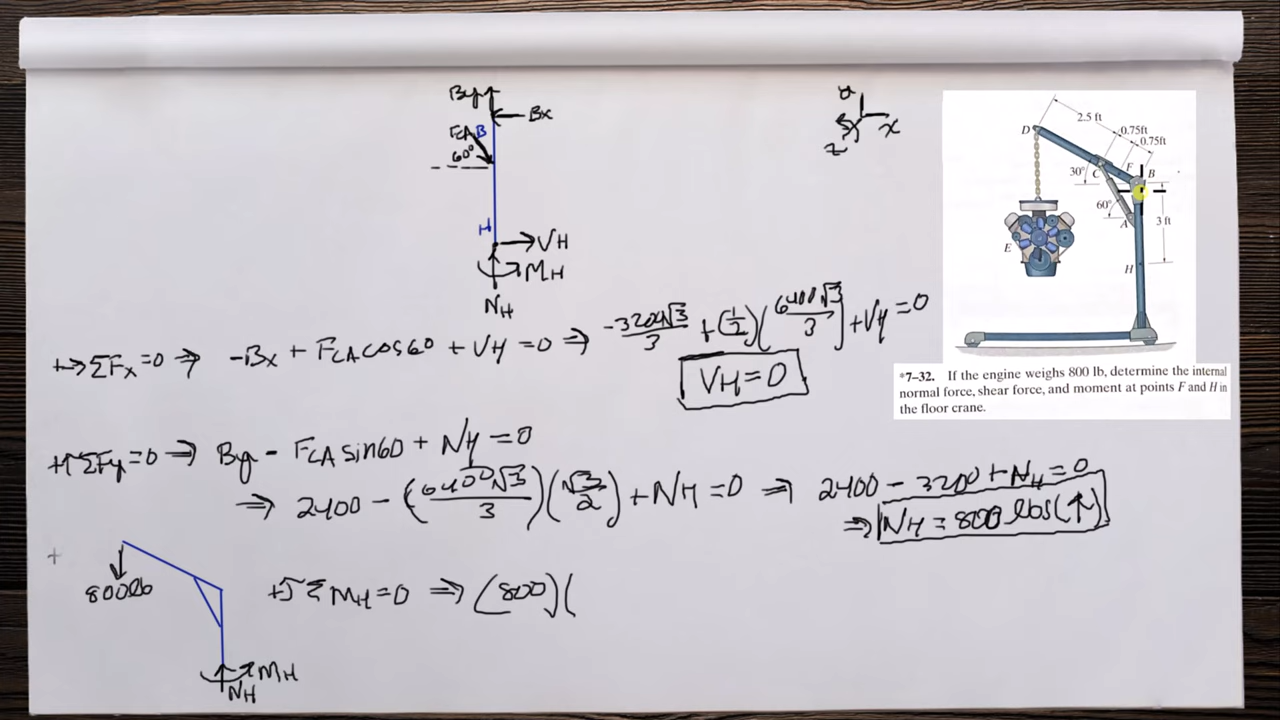 By
Bx
FCA B
60°
H
VH
MH
NH
y
x
z
2.5 ft
0.75ft
0.75ft
D
30°
C
F
B
60°
A
3 ft
E
H
*7–32. If the engine weighs 800 lb, determine the internal
normal force, shear force, and moment at points F and H in
the floor crane.
+→ΣFx=0 ⇒ -Bx + FCA cos60 + VH = 0 ⇒ -3200√3/3 + (1/2)(6400√3/3) + VH = 0
VH = 0
+↑ΣFy=0 ⇒ By - FCA sin60 + NH = 0
⇒ 2400 - (6400√3/3)(√3/2) + NH = 0 ⇒ 2400 - 3200 + NH = 0
⇒ NH = 800 lbs(↑)
+
800lb
+↺ΣMH=0 ⇒ (800)(
MH
NH